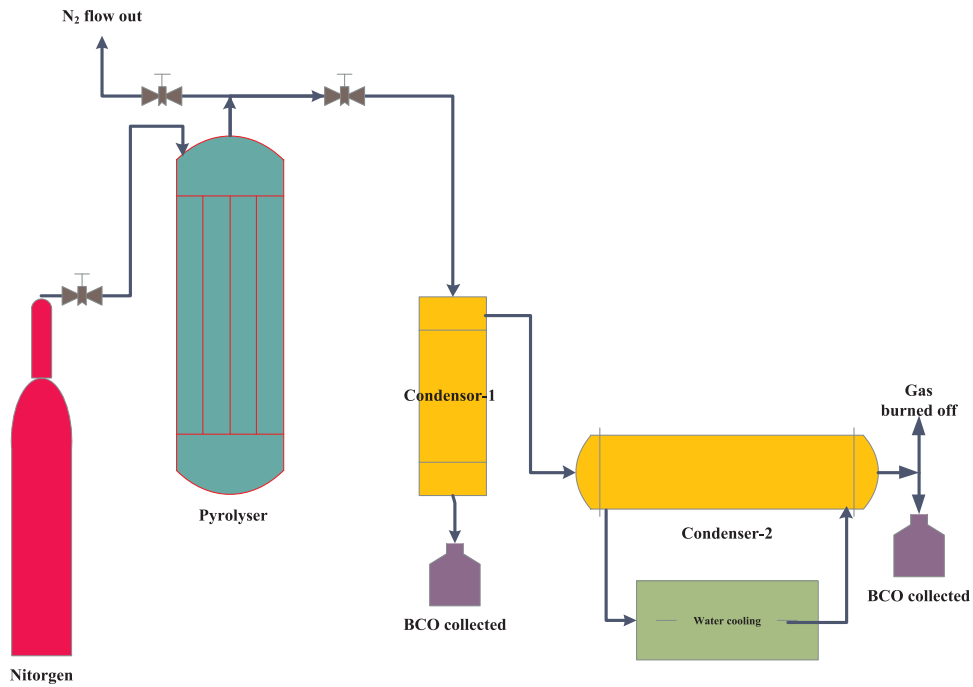 N₂ flow out
Pyrolyser
Condensor-1
Gas
burned off
Condenser-2
BCO collected
BCO collected
Water cooling
Nitorgen